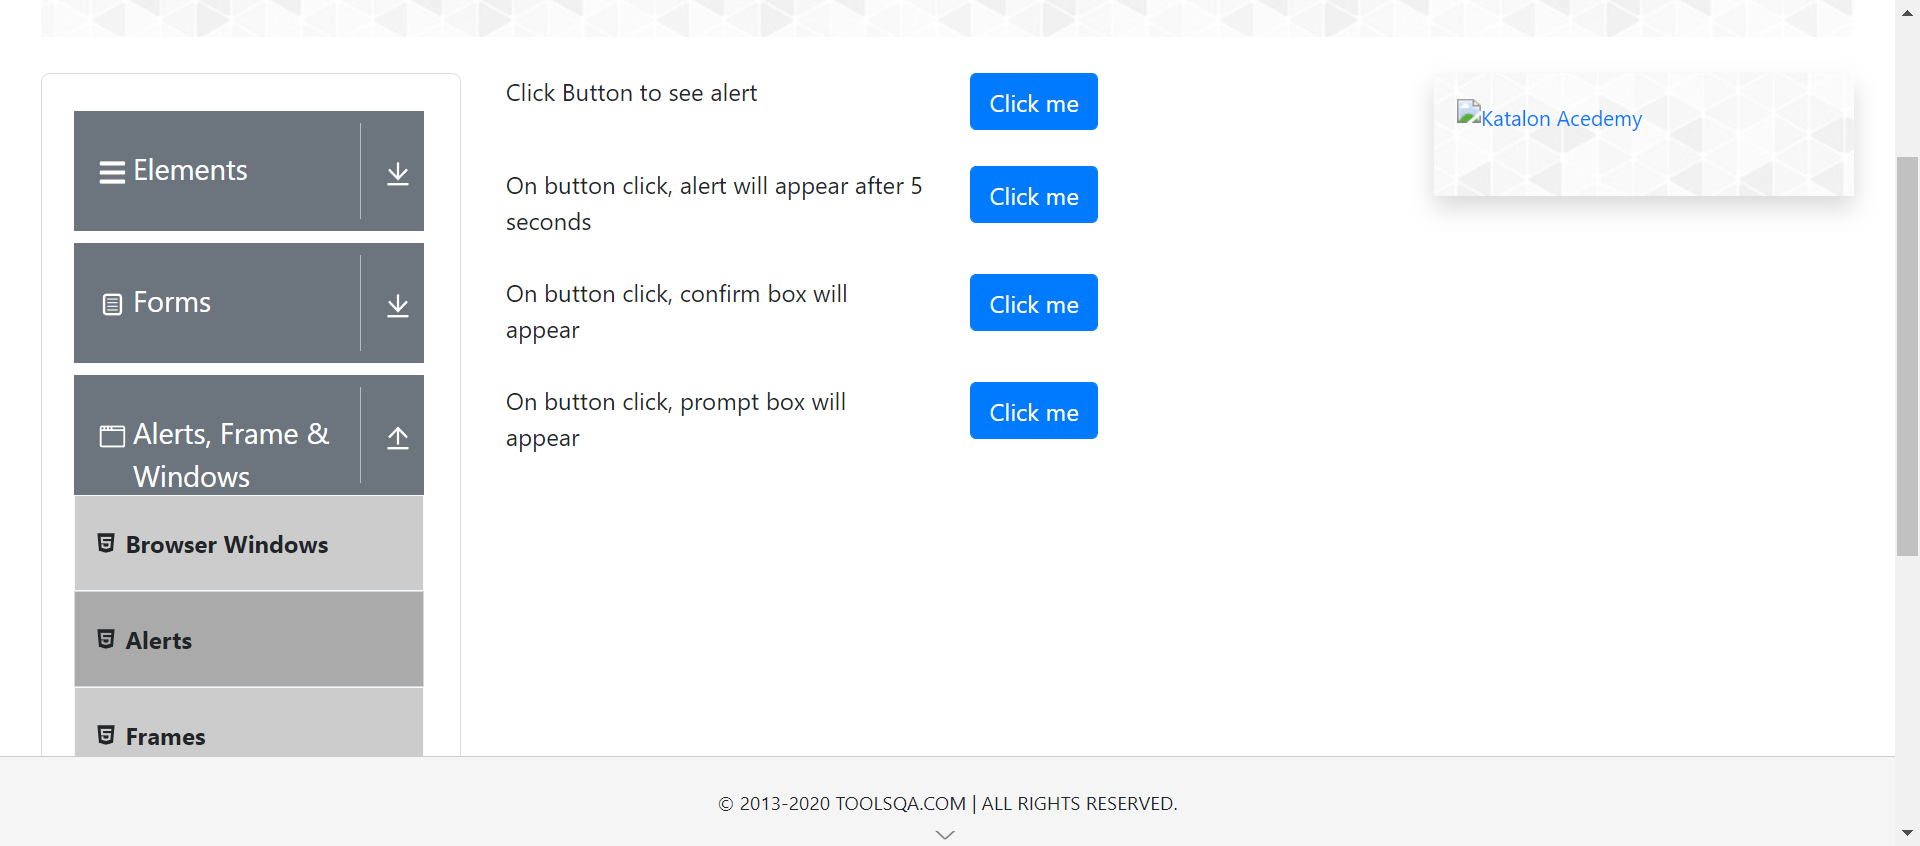 Elements
Forms
Alerts, Frame &
Windows
Browser Windows
Alerts
Frames
Click Button to see alert
Click me
On button click, alert will appear after 5
seconds
Click me
On button click, confirm box will
appear
Click me
On button click, prompt box will
appear
Click me
Katalon Acedemy
© 2013-2020 TOOLSQA.COM | ALL RIGHTS RESERVED.